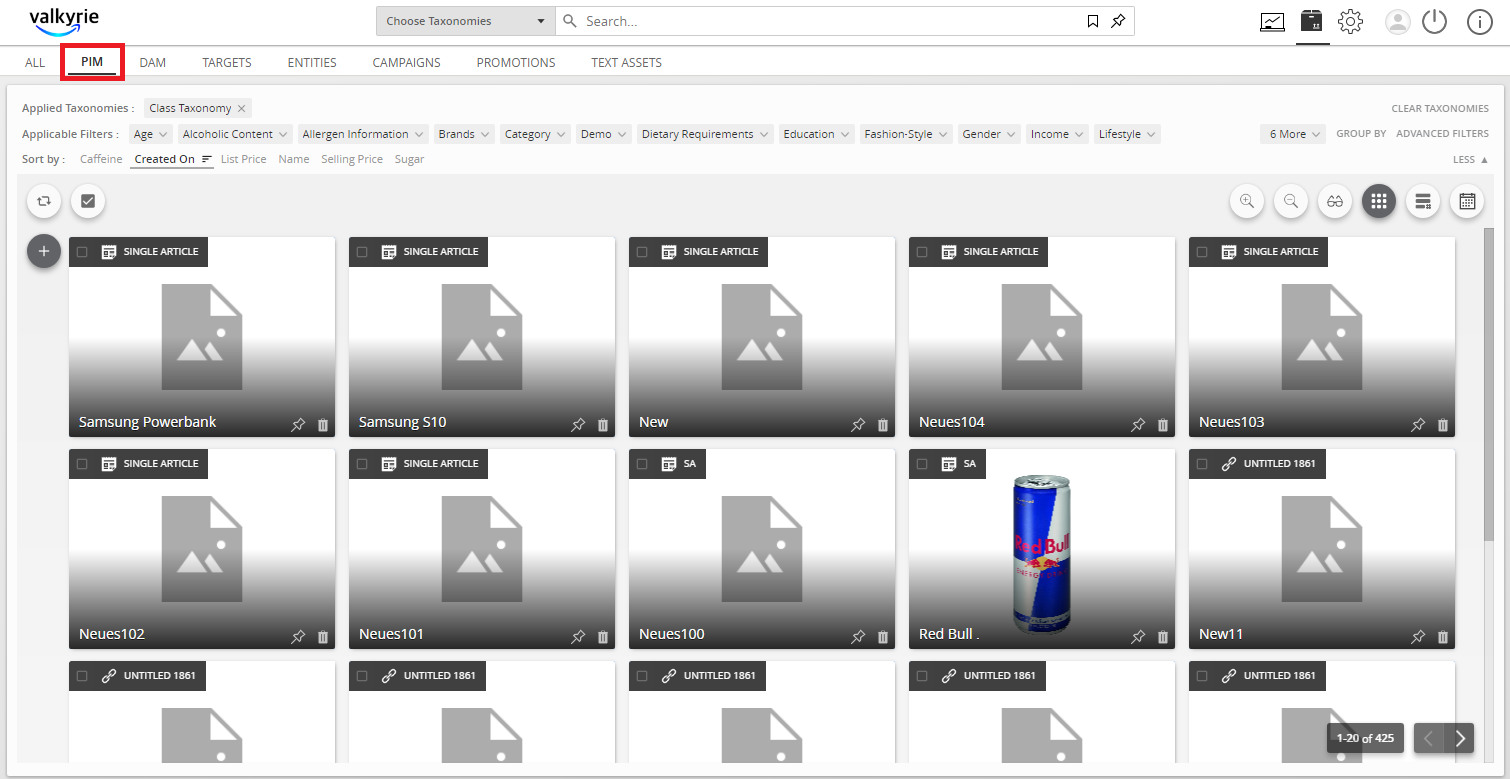 valkyrie
Choose Taxonomies Search...
ALL PIM DAM TARGETS ENTITIES CAMPAIGNS PROMOTIONS TEXT ASSETS
Applied Taxonomies : Class Taxonomy CLEAR TAXONOMIES
Applicable Filters : Age Alcoholic Content Allergen Information Brands Category Demo Dietary Requirements Education Fashion-Style Gender Income Lifestyle 6 More GROUP BY ADVANCED FILTERS
Sort by : Caffeine Created On List Price Name Selling Price Sugar
LESS
SINGLE ARTICLE SINGLE ARTICLE SINGLE ARTICLE SINGLE ARTICLE SINGLE ARTICLE
Samsung Powerbank Samsung S10 New Neues104 Neues103
SINGLE ARTICLE SINGLE ARTICLE SA SA UNTITLED 1861
Red Bull
ENERGY DRINK
Neues102 Neues101 Neues100 Red Bull . New11
UNTITLED 1861 UNTITLED 1861 UNTITLED 1861 UNTITLED 1861 UNTITLED 1861
1-20 of 425